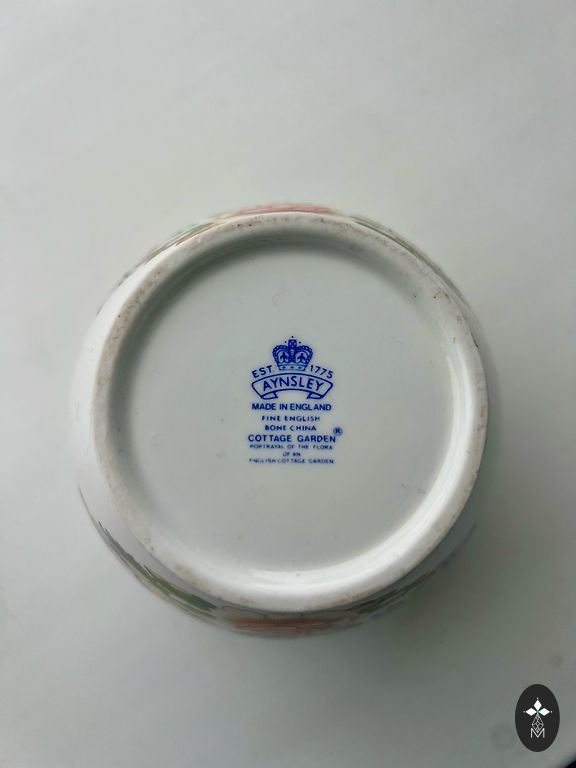 EST. 1775
AYNSLEY
MADE IN ENGLAND
FINE ENGLISH
BONE CHINA
COTTAGE GARDEN®
PORTRAYAL OF THE FLORA
OF AN
ENGLISH COTTAGE GARDEN
M